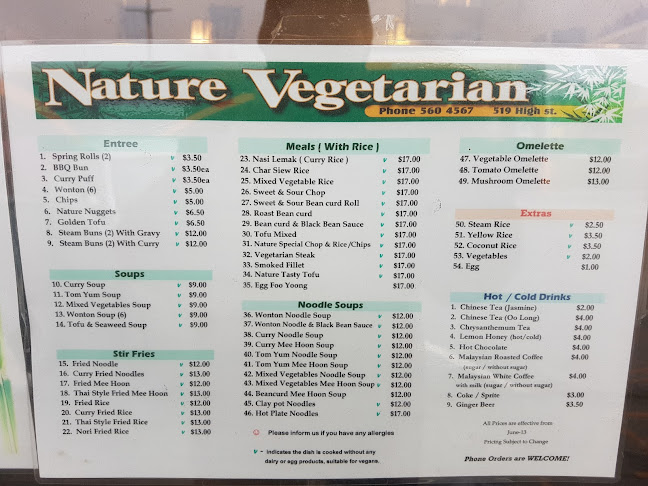 Nature Vegetarian
Phone 560 4567 519 High st.
Entree
1. Spring Rolls (2) v $3.50
2. BBQ Bun v $3.50ea
3. Curry Puff v $3.50ea
4. Wonton (6) v $5.00
5. Chips v $5.00
6. Nature Nuggets v $6.50
7. Golden Tofu v $6.50
8. Steam Buns (2) With Gravy v $12.00
9. Steam Buns (2) With Curry v $12.00
Soups
10. Curry Soup v $9.00
11. Tom Yum Soup v $9.00
12. Mixed Vegetables Soup v $9.00
13. Wonton Soup (6) v $9.00
14. Tofu & Seaweed Soup v $9.00
Stir Fries
15. Fried Noodle v $12.00
16. Curry Fried Noodles v $13.00
17. Fried Mee Hoon v $12.00
18. Thai Style Fried Mee Hoon v $13.00
19. Fried Rice v $12.00
20. Curry Fried Rice v $13.00
21. Thai Style Fried Rice v $13.00
22. Nori Fried Rice v $13.00
Meals ( With Rice )
23. Nasi Lemak ( Curry Rice ) v $17.00
24. Char Siew Rice v $17.00
25. Mixed Vegetable Rice v $17.00
26. Sweet & Sour Chop v $17.00
27. Sweet & Sour Bean curd Roll v $17.00
28. Roast Bean curd v $17.00
29. Bean curd & Black Bean Sauce v $17.00
30. Tofu Mixed v $17.00
31. Nature Special Chop & Rice/Chips v $17.00
32. Vegetarian Steak v $17.00
33. Smoked Fillet v $17.00
34. Nature Tasty Tofu v $17.00
35. Egg Foo Yoong $17.00
Noodle Soups
36. Wonton Noodle Soup v $12.00
37. Wonton Noodle & Black Bean Sauce v $12.00
38. Curry Noodle Soup v $12.00
39. Curry Mee Hoon Soup v $12.00
40. Tom Yum Noodle Soup v $12.00
41. Tom Yum Mee Hoon Soup v $12.00
42. Mixed Vegetables Noodle Soup v $12.00
43. Mixed Vegetables Mee Hoon Soup v $12.00
44. Beancurd Mee Hoon Soup v $12.00
45. Clay pot Noodles v $12.00
46. Hot Plate Noodles v $17.00
Please inform us if you have any allergies
v - indicates the dish is cooked without any
dairy or agg products, suitable for vegans.
Omelette
47. Vegetable Omelette $12.00
48. Tomato Omelette $12.00
49. Mushroom Omelette $13.00
Extras
50. Steam Rice v $2.50
51. Yellow Rice v $3.50
52. Coconut Rice v $3.50
53. Vegetables v $2.00
54. Egg $1.00
Hot / Cold Drinks
1. Chinese Tea (Jasmine) $2.00
2. Chinese Tea (Oo Long) $4.00
3. Chrysanthemum Tea $4.00
4. Lemon Honey (hot/cold) $4.00
5. Hot Chocolate $4.00
6. Malaysian Roasted Coffee $4.00
(sugar / without sugar)
7. Malaysian White Coffee $4.00
with milk (sugar / without sugar)
8. Coke / Sprite $3.00
9. Ginger Beer $3.50
All Prices are effective from
June-13
Pricing Subject to Change
Phone Orders are WELCOME!